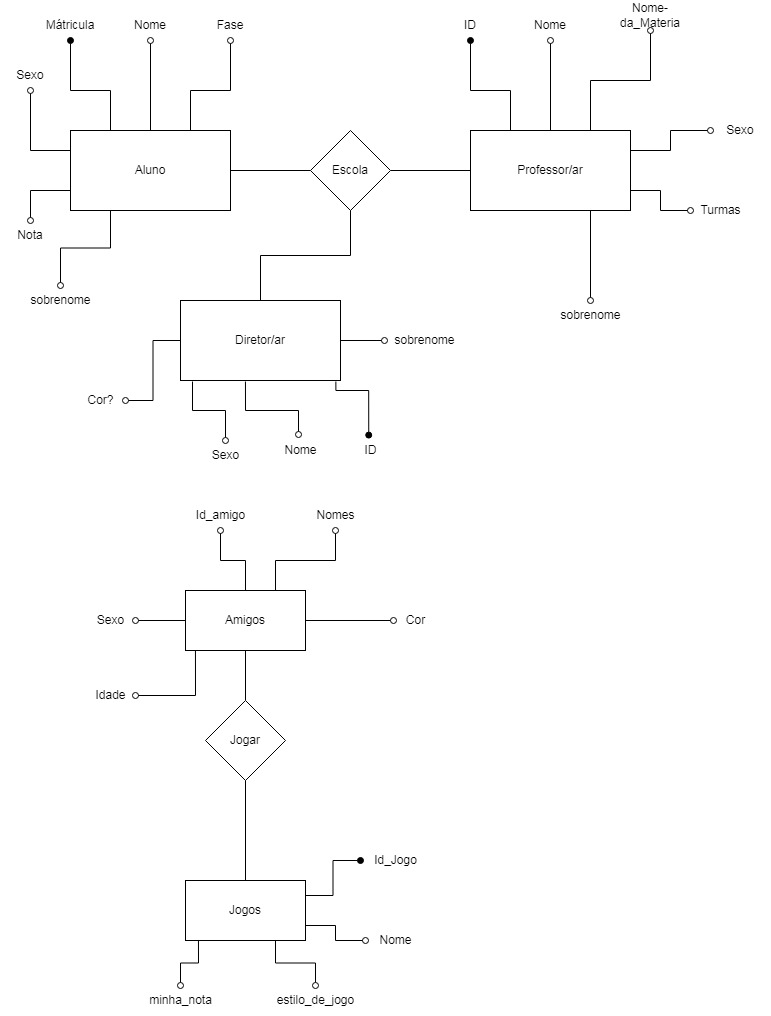 Mátricula
Nome
Fase
Sexo
Aluno
Nota
sobrenome
Escola
ID
Nome
Nome-
da_Materia
Sexo
Professor/ar
Turmas
sobrenome
Diretor/ar
sobrenome
Cor?
Sexo
Nome
ID
Id_amigo
Nomes
Sexo
Amigos
Cor
Idade
Jogar
Id_Jogo
Jogos
Nome
minha_nota
estilo_de_jogo